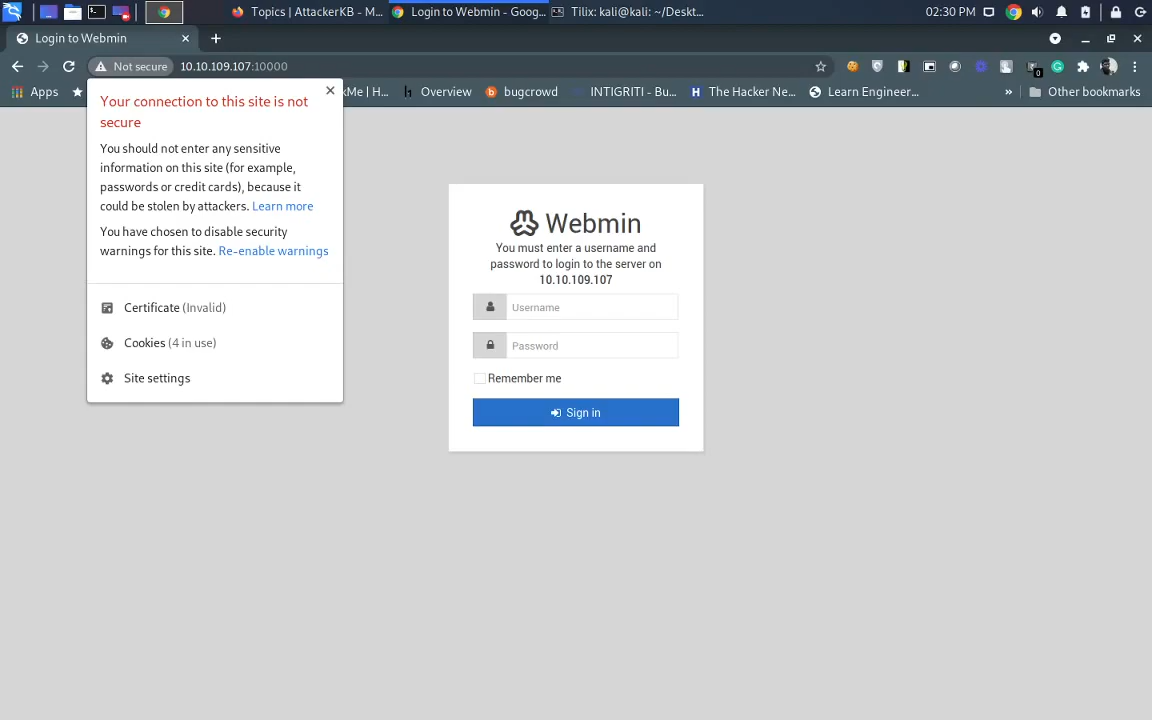 Topics | AttackerKB - M...
Login to Webmin - Goog...
Tilix: kali@kali: ~/Deskt...
02:30 PM
Login to Webmin
Not secure
10.10.109.107:10000
0
Apps
kMe | H...
Overview
bugcrowd
INTIGRITI - Bu...
The Hacker Ne...
Learn Engineer...
»
Other bookmarks
Your connection to this site is not
secure
You should not enter any sensitive
information on this site (for example,
passwords or credit cards), because it
could be stolen by attackers. Learn more
You have chosen to disable security
warnings for this site. Re-enable warnings
Certificate (Invalid)
Cookies (4 in use)
Site settings
Webmin
You must enter a username and
password to login to the server on
10.10.109.107
Username
Password
Remember me
Sign in